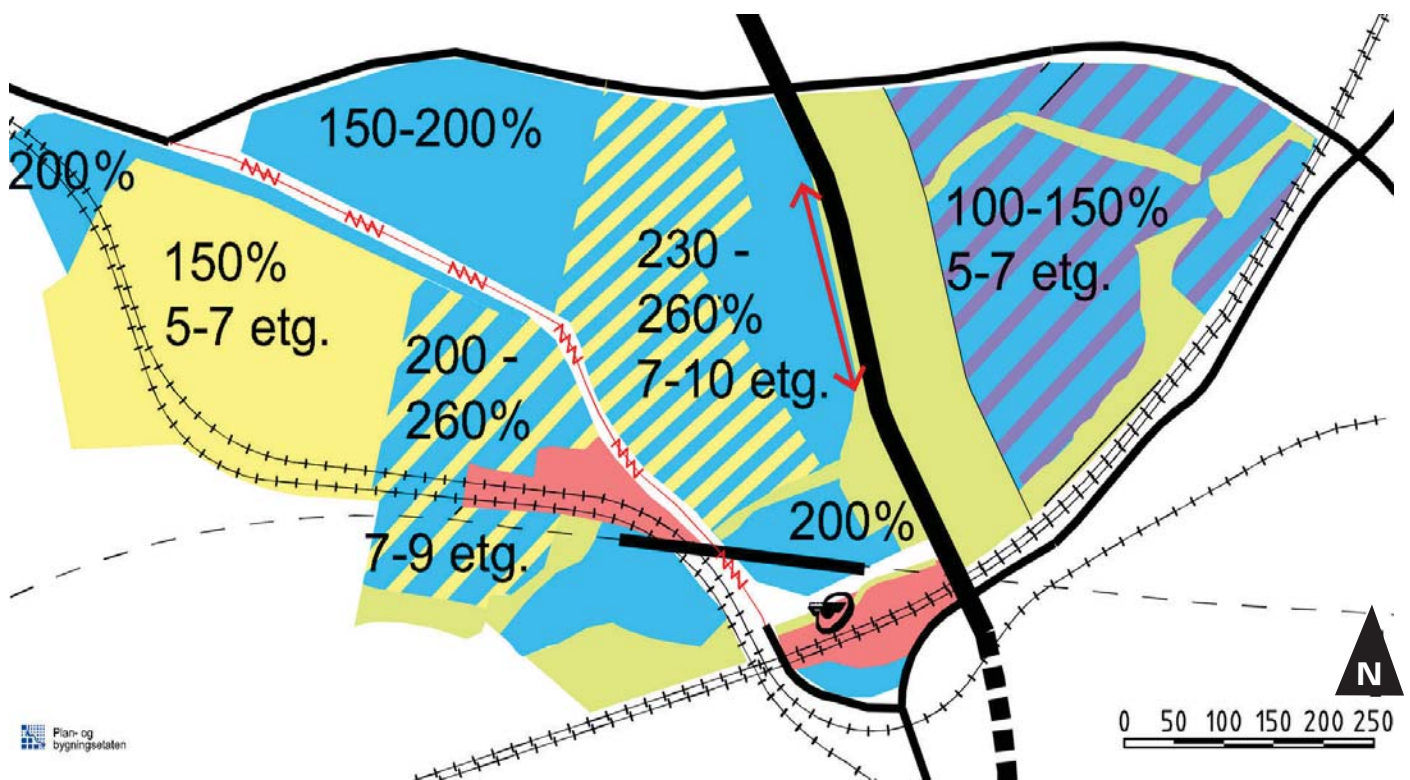 150-200%
200%
150%
5-7 etg.
200 -
260%
7-9 etg.
230 -
260%
7-10 etg.
200%
100-150%
5-7 etg.
N
0 50 100 150 200 250
Plan- og
bygningsetaten